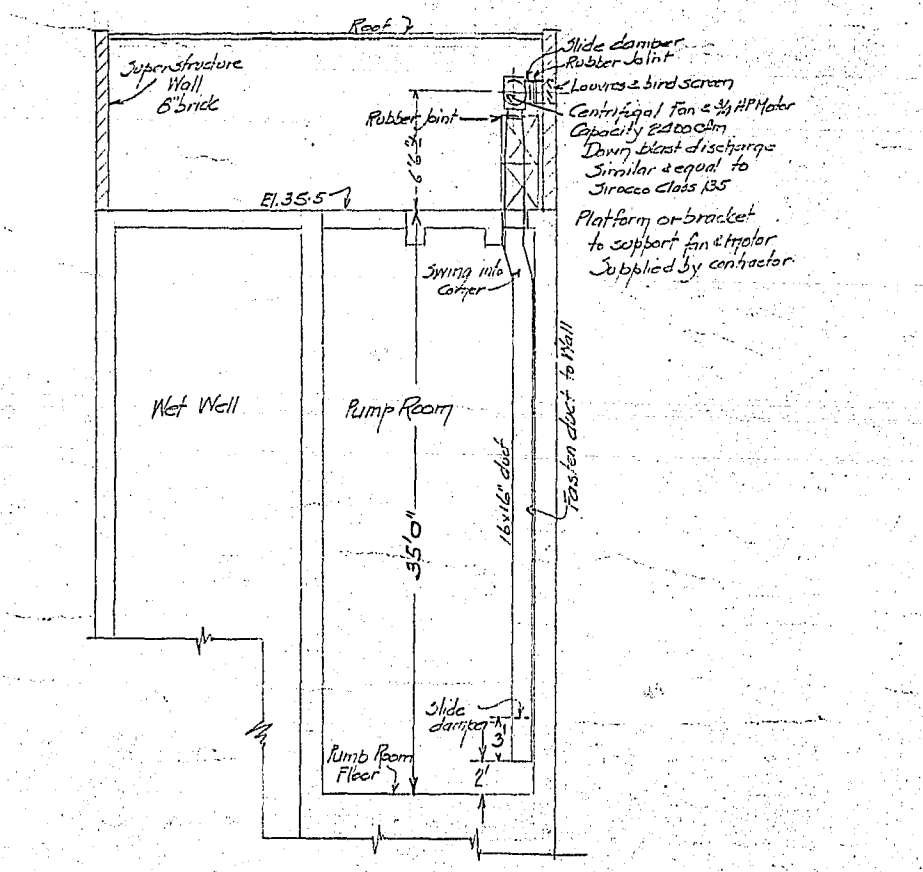 Roof
Slide damber
Rubber Joint
Louvres & bird screen
Centrifugal Fan & HP Motor
Capacity 2400 cfm
Down blast discharge
Similar & equal to
Sirocco Class 135
Platform or bracket
to support fan & motor
Supplied by contractor
Superstructure
Wall
8" brick
Rubber Joint
6'6"
El. 35.5
Swing into
Corner
Wet Well
Pump Room
35'0"
16x16" duct
Fasten duct to Wall
Slide
damper
3'
2'
Pump Room
Floor